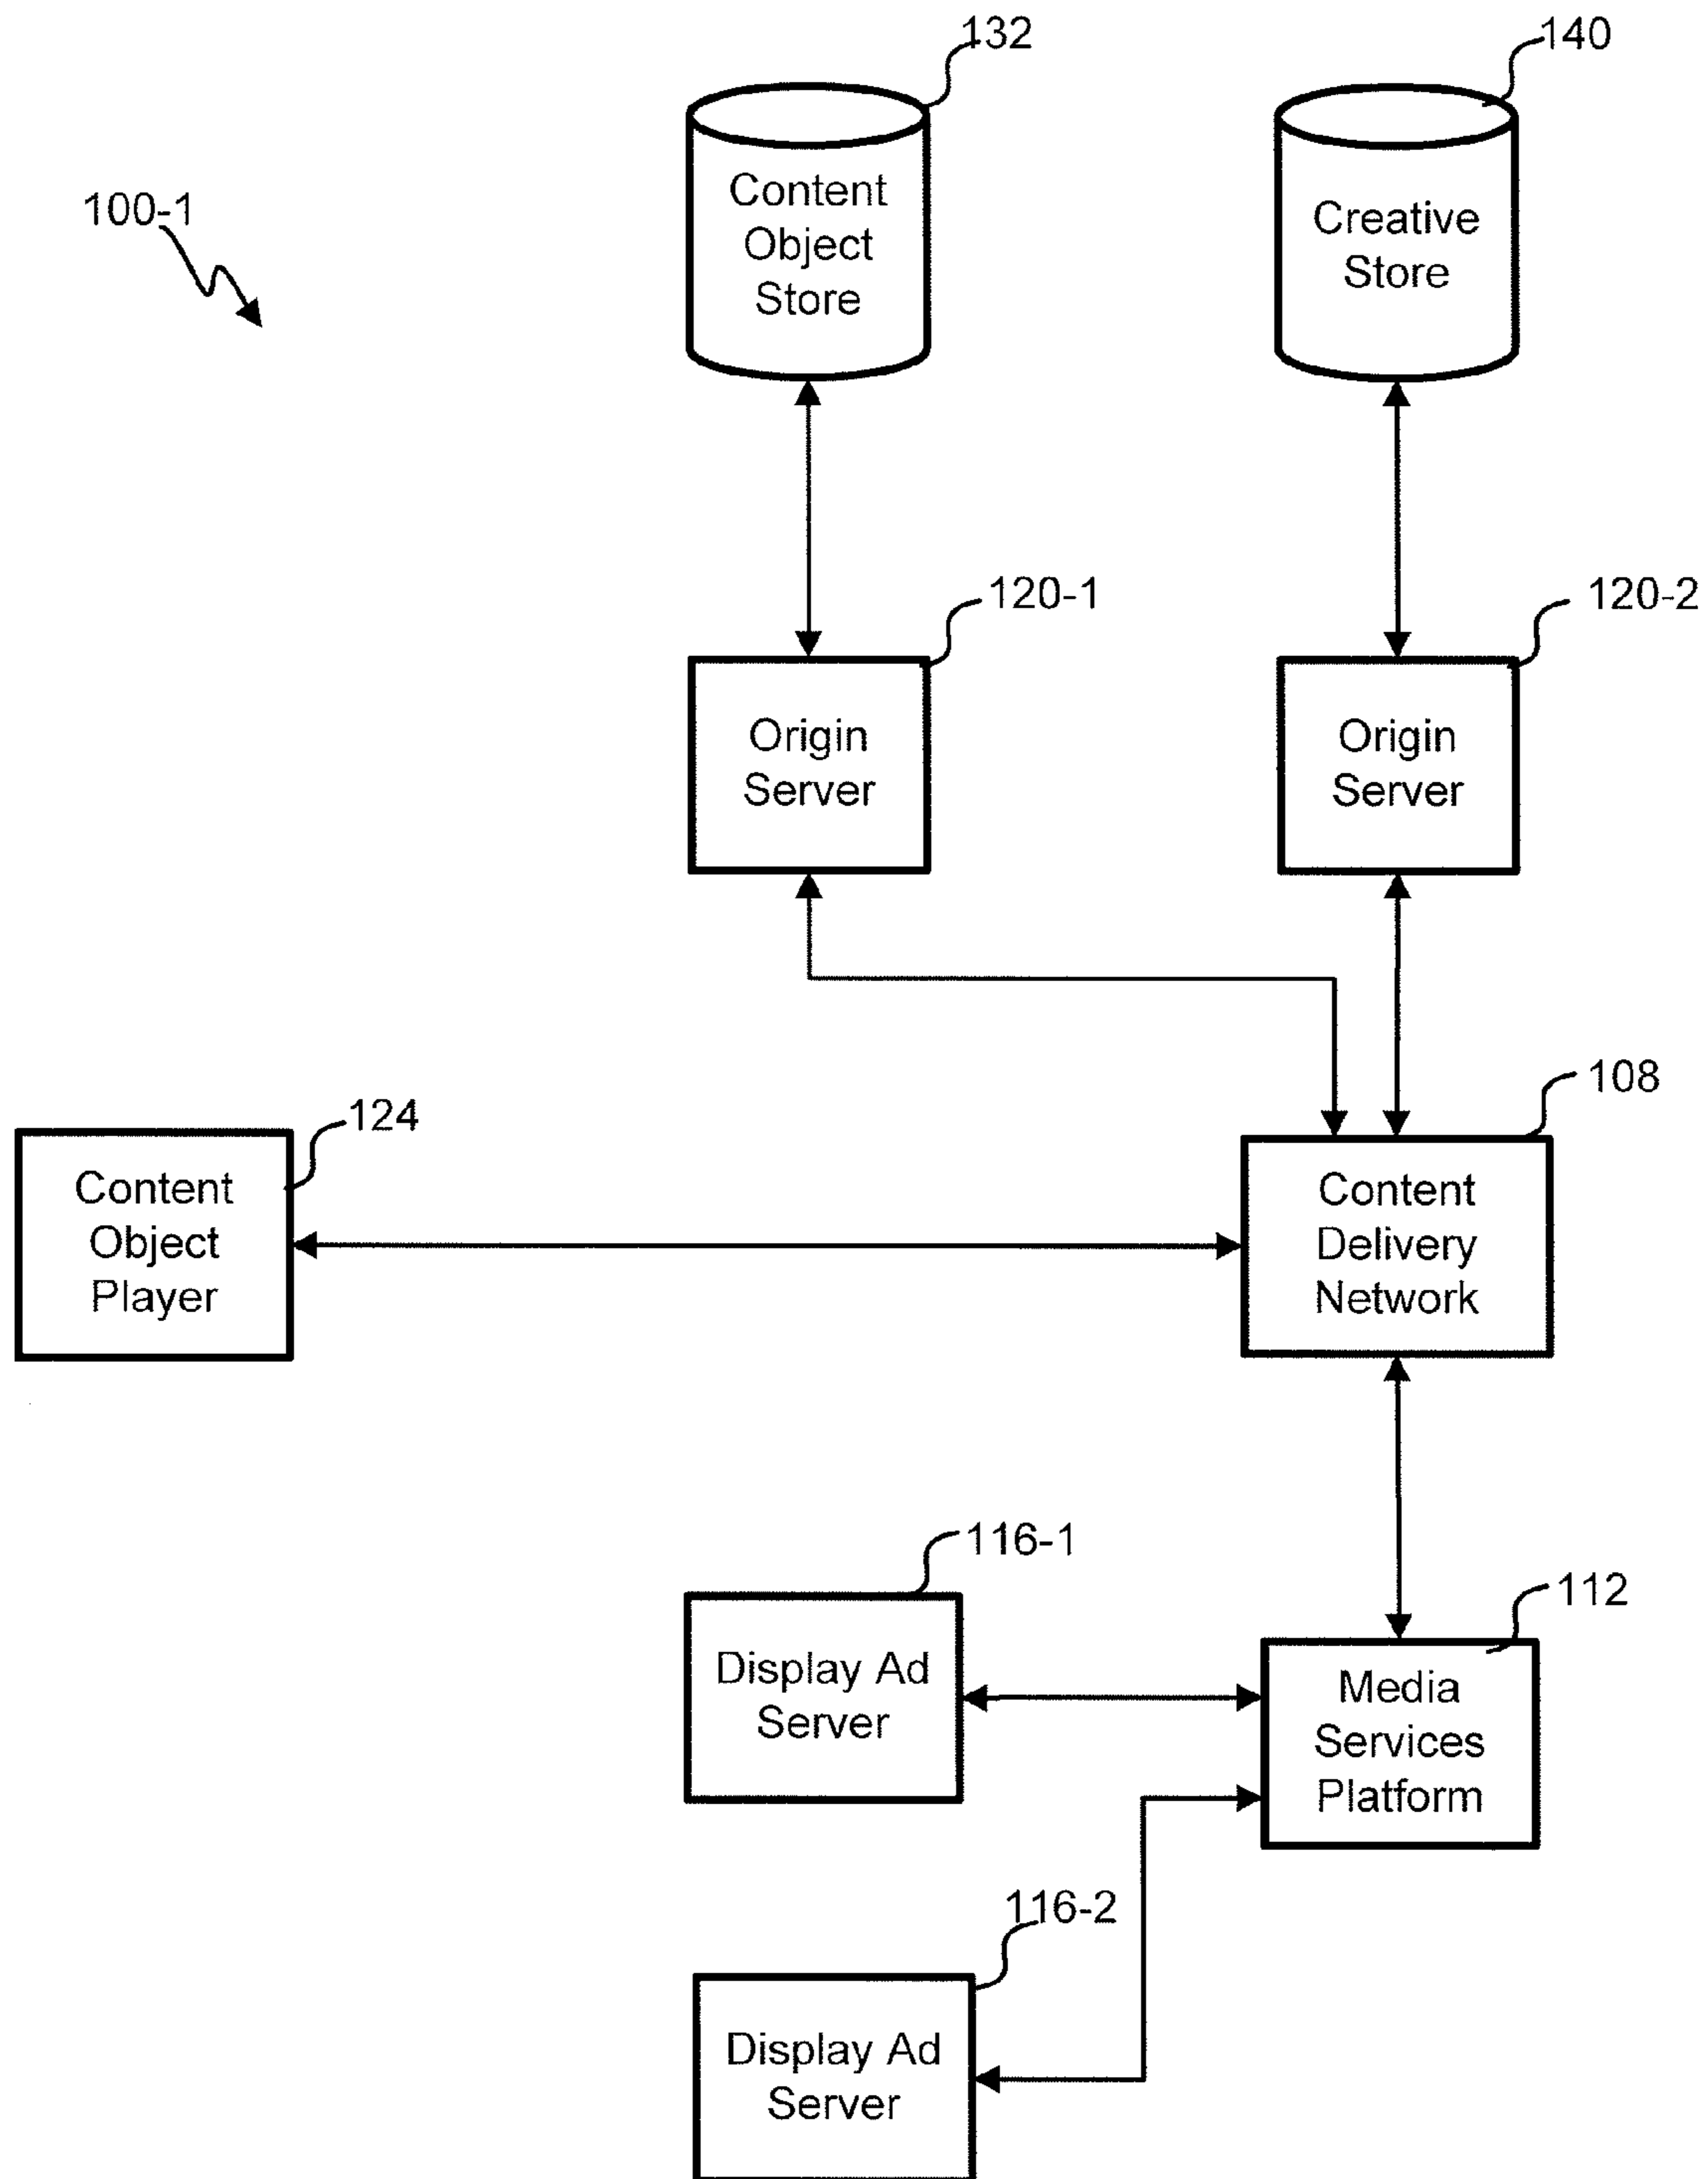 132
140
100-1
Content
Object
Store
Creative
Store
120-1
120-2
Origin
Server
Origin
Server
108
124
Content
Object
Player
Content
Delivery
Network
116-1
112
Display Ad
Server
Media
Services
Platform
116-2
Display Ad
Server